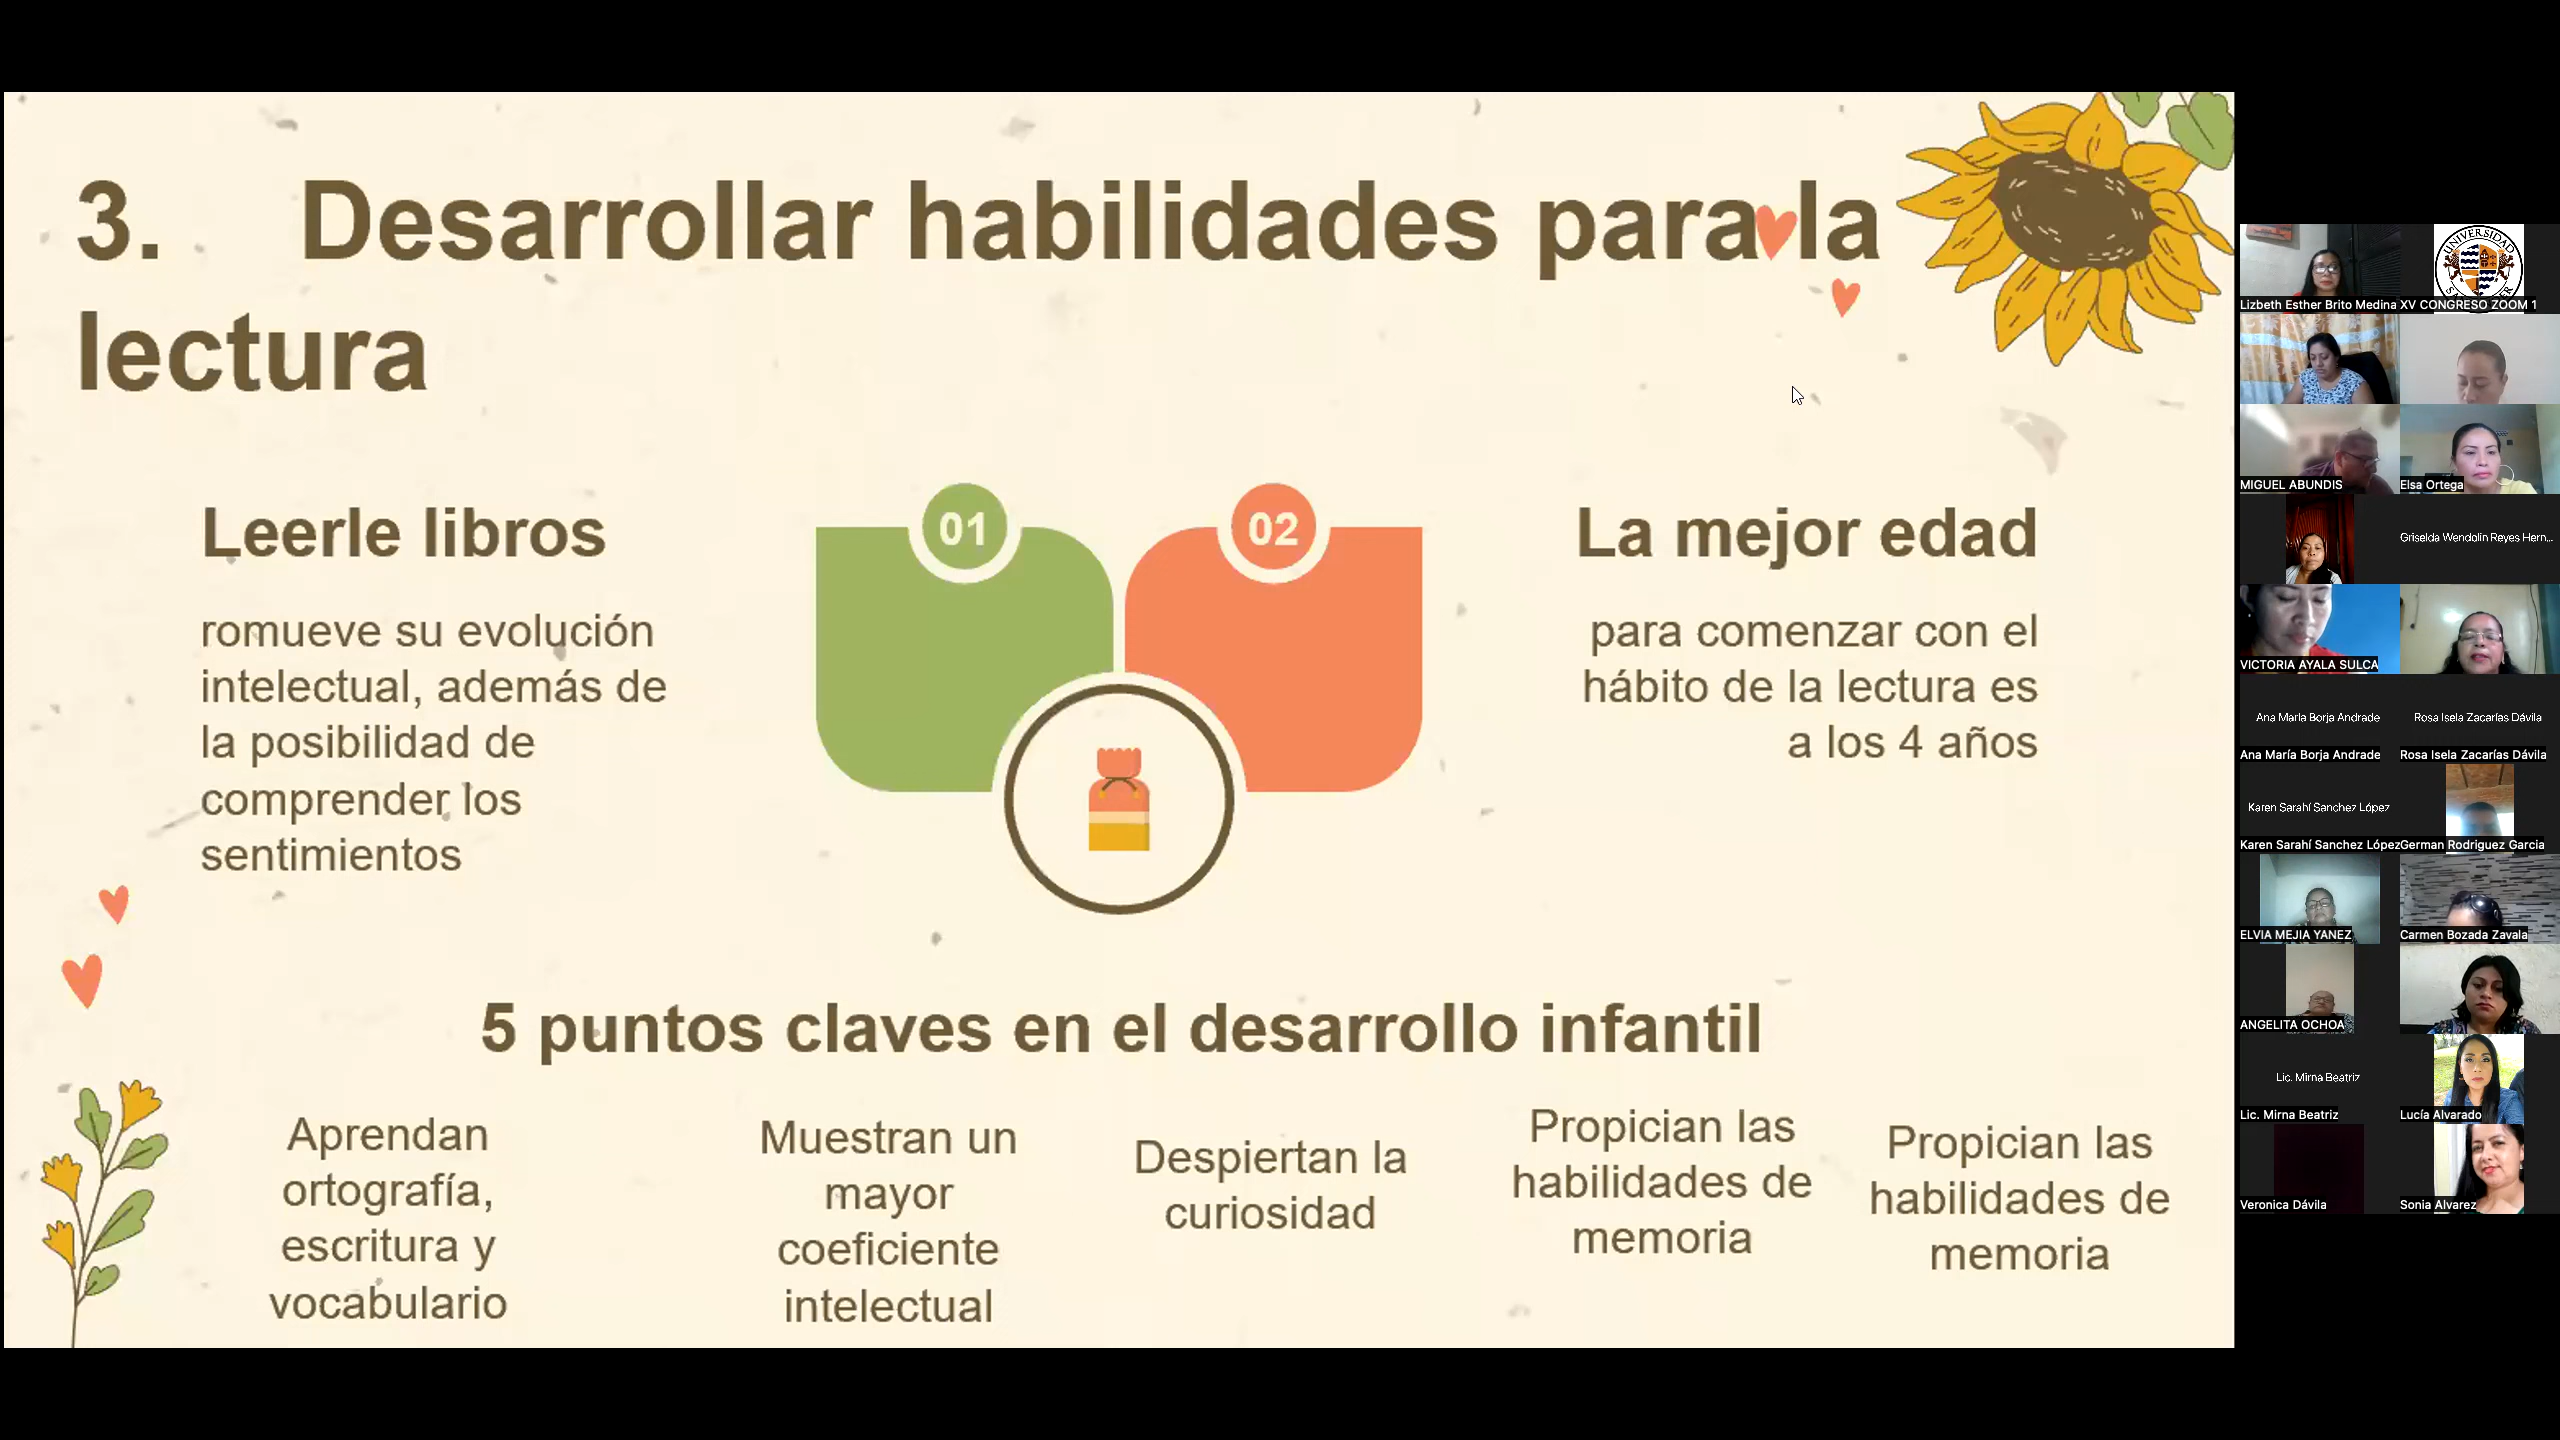 3. Desarrollar habilidades para la
lectura
Leerle libros
romueve su evolución
intelectual, además de
la posibilidad de
comprender los
sentimientos
01
02
La mejor edad
para comenzar con el
hábito de la lectura es
a los 4 años
5 puntos claves en el desarrollo infantil
Aprendan
ortografía,
escritura y
vocabulario
Muestran un
mayor
coeficiente
intelectual
Despiertan la
curiosidad
Propician las
habilidades de
memoria
Propician las
habilidades de
memoria
UNIVERSIDAD
Lizbeth Esther Brito Medina
XV CONGRESO ZOOM 1
MIGUEL ABUNDIS
Elsa Ortega
Griselda Wendolin Reyes Hern...
VICTORIA AYALA SULCA
Ana María Borja Andrade
Rosa Isela Zacarías Dávila
Ana María Borja Andrade
Rosa Isela Zacarías Dávila
Karen Sarahí Sanchez López
Karen Sarahí Sanchez López
German Rodriguez Garcia
ELVIA MEJIA YANEZ
Carmen Bozada Zavala
ANGELITA OCHOA
Lic. Mirna Beatriz
Lic. Mirna Beatriz
Lucía Alvarado
Veronica Dávila
Sonia Alvarez